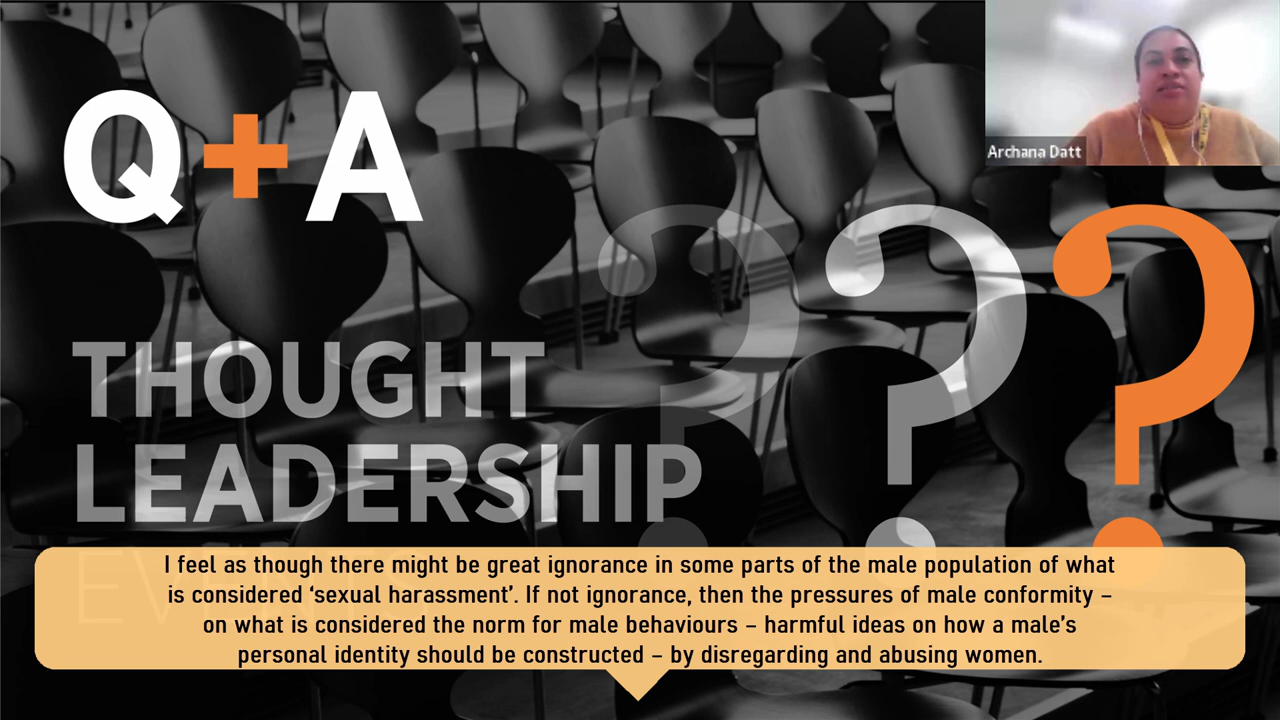 Q+A
Archana Datt
THOUGHT
LEADERSHIP
EVENTS
???
I feel as though there might be great ignorance in some parts of the male population of what
is considered ‘sexual harassment’. If not ignorance, then the pressures of male conformity –
on what is considered the norm for male behaviours – harmful ideas on how a male’s
personal identity should be constructed – by disregarding and abusing women.